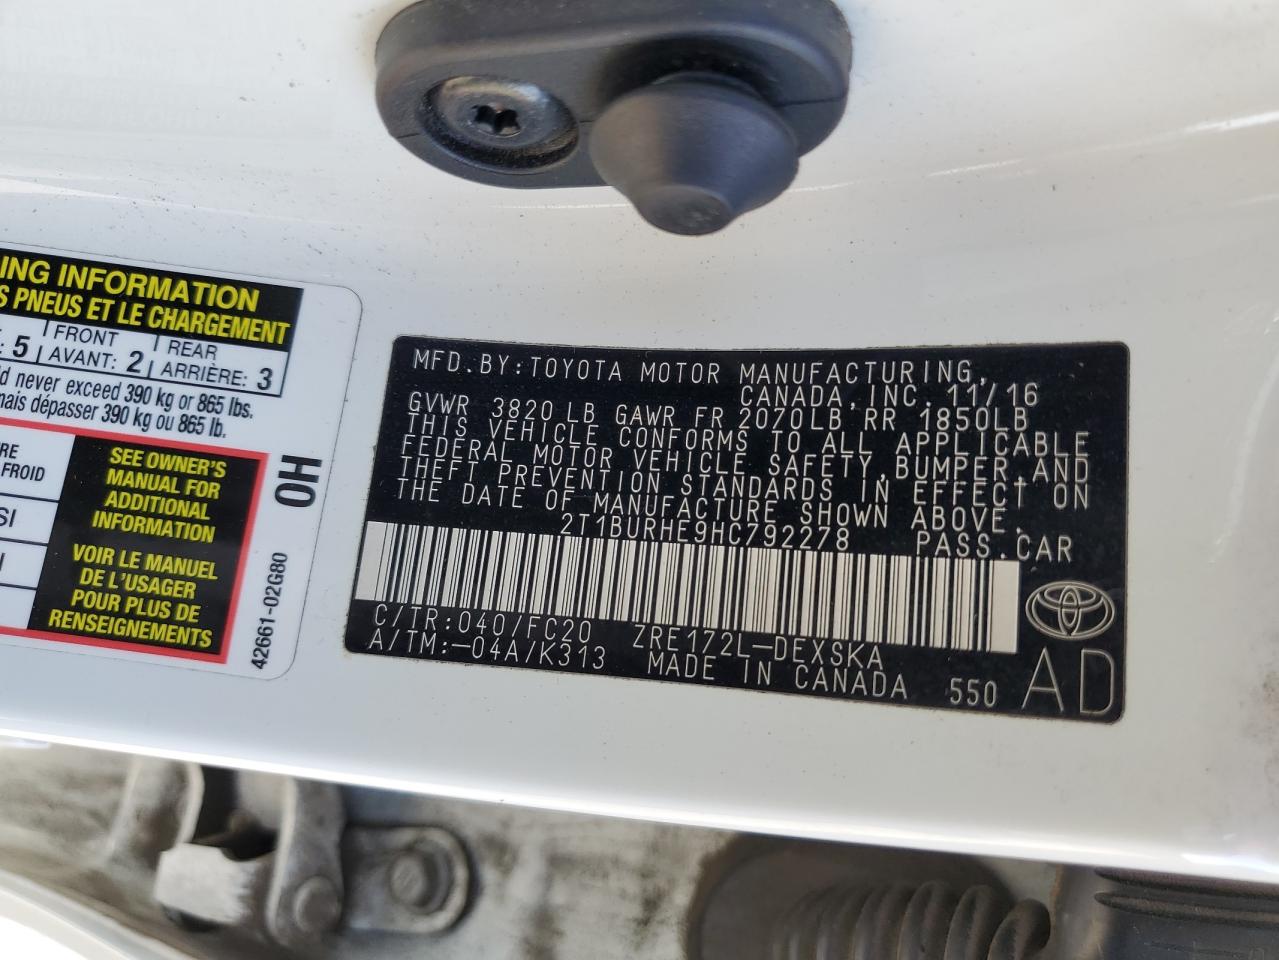 ING INFORMATION
S PNEUS ET LE CHARGEMENT
5 FRONT AVANT: 2 REAR ARRIÈRE: 3
d never exceed 390 kg or 865 lbs.
mais dépasser 390 kg ou 865 lb.
RE
FROID
SI
SEE OWNER'S
MANUAL FOR
ADDITIONAL
INFORMATION
VOIR LE MANUEL
DE L'USAGER
POUR PLUS DE
RENSEIGNEMENTS
OH
42661-02G80
MFD.BY:TOYOTA MOTOR MANUFACTURING,
CANADA,INC.11/16
GVWR 3820LB GAWR FR 2070LB RR 1850LB
THIS VEHICLE CONFORMS TO ALL APPLICABLE
FEDERAL MOTOR VEHICLE SAFETY,BUMPER,AND
THEFT PREVENTION STANDARDS IN EFFECT ON
THE DATE OF MANUFACTURE SHOWN ABOVE.
2T1BURHE9HC792278 PASS.CAR
C/TR:040/FC20 ZRE172L-DEXSKA
A/TM:-04A/K313 MADE IN CANADA 550
AD